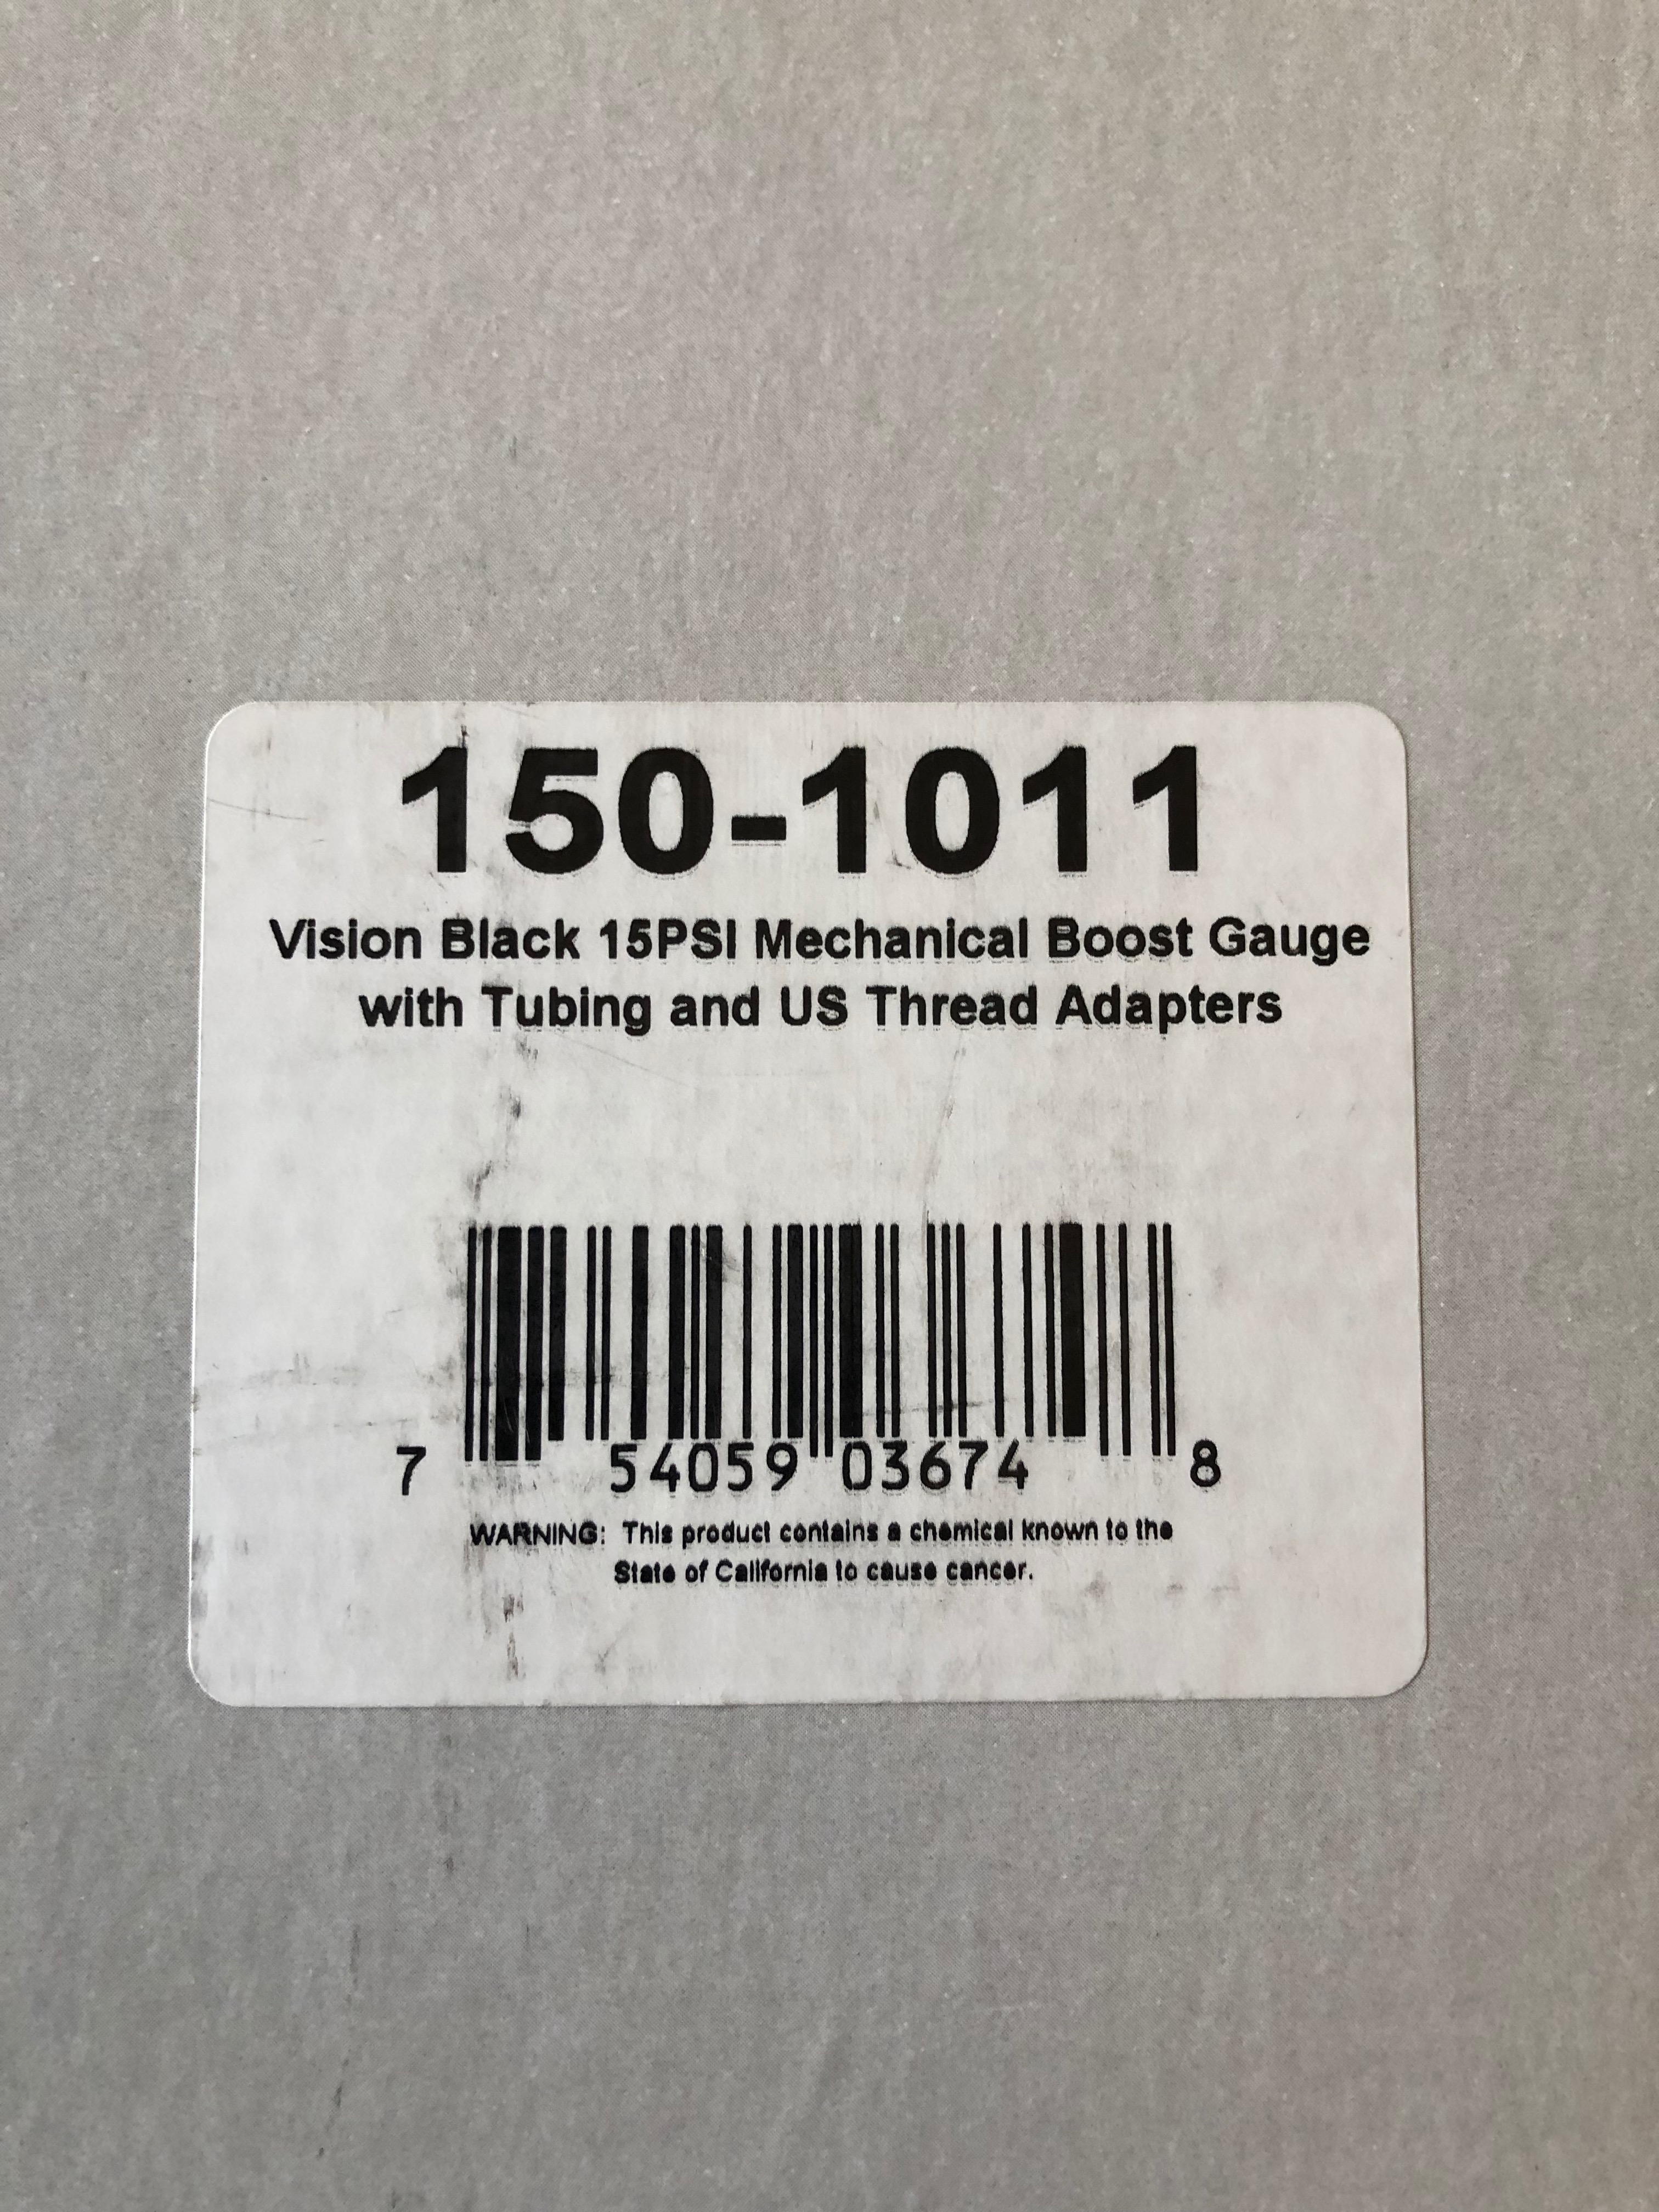 150-1011
Vision Black 15PSI Mechanical Boost Gauge
with Tubing and US Thread Adapters
7 54059 03674 8
WARNING: This product contains a chemical known to the
State of California to cause cancer.